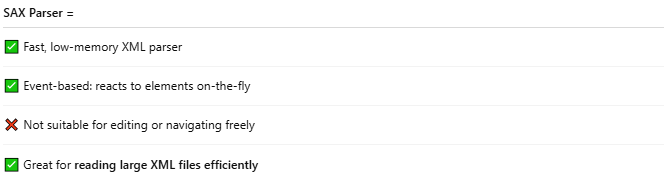 SAX Parser =
✅ Fast, low-memory XML parser
✅ Event-based: reacts to elements on-the-fly
❌ Not suitable for editing or navigating freely
✅ Great for reading large XML files efficiently